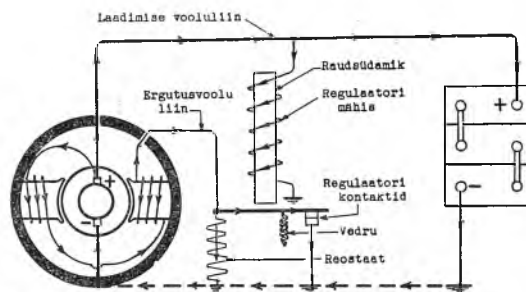 Laadimise vooluliin
Raudsüdamik
Regulaatori
mähis
Ergutusvoolu
liin
+
+
-
-
Regulaatori
kontaktid
Vedru
Reostaat